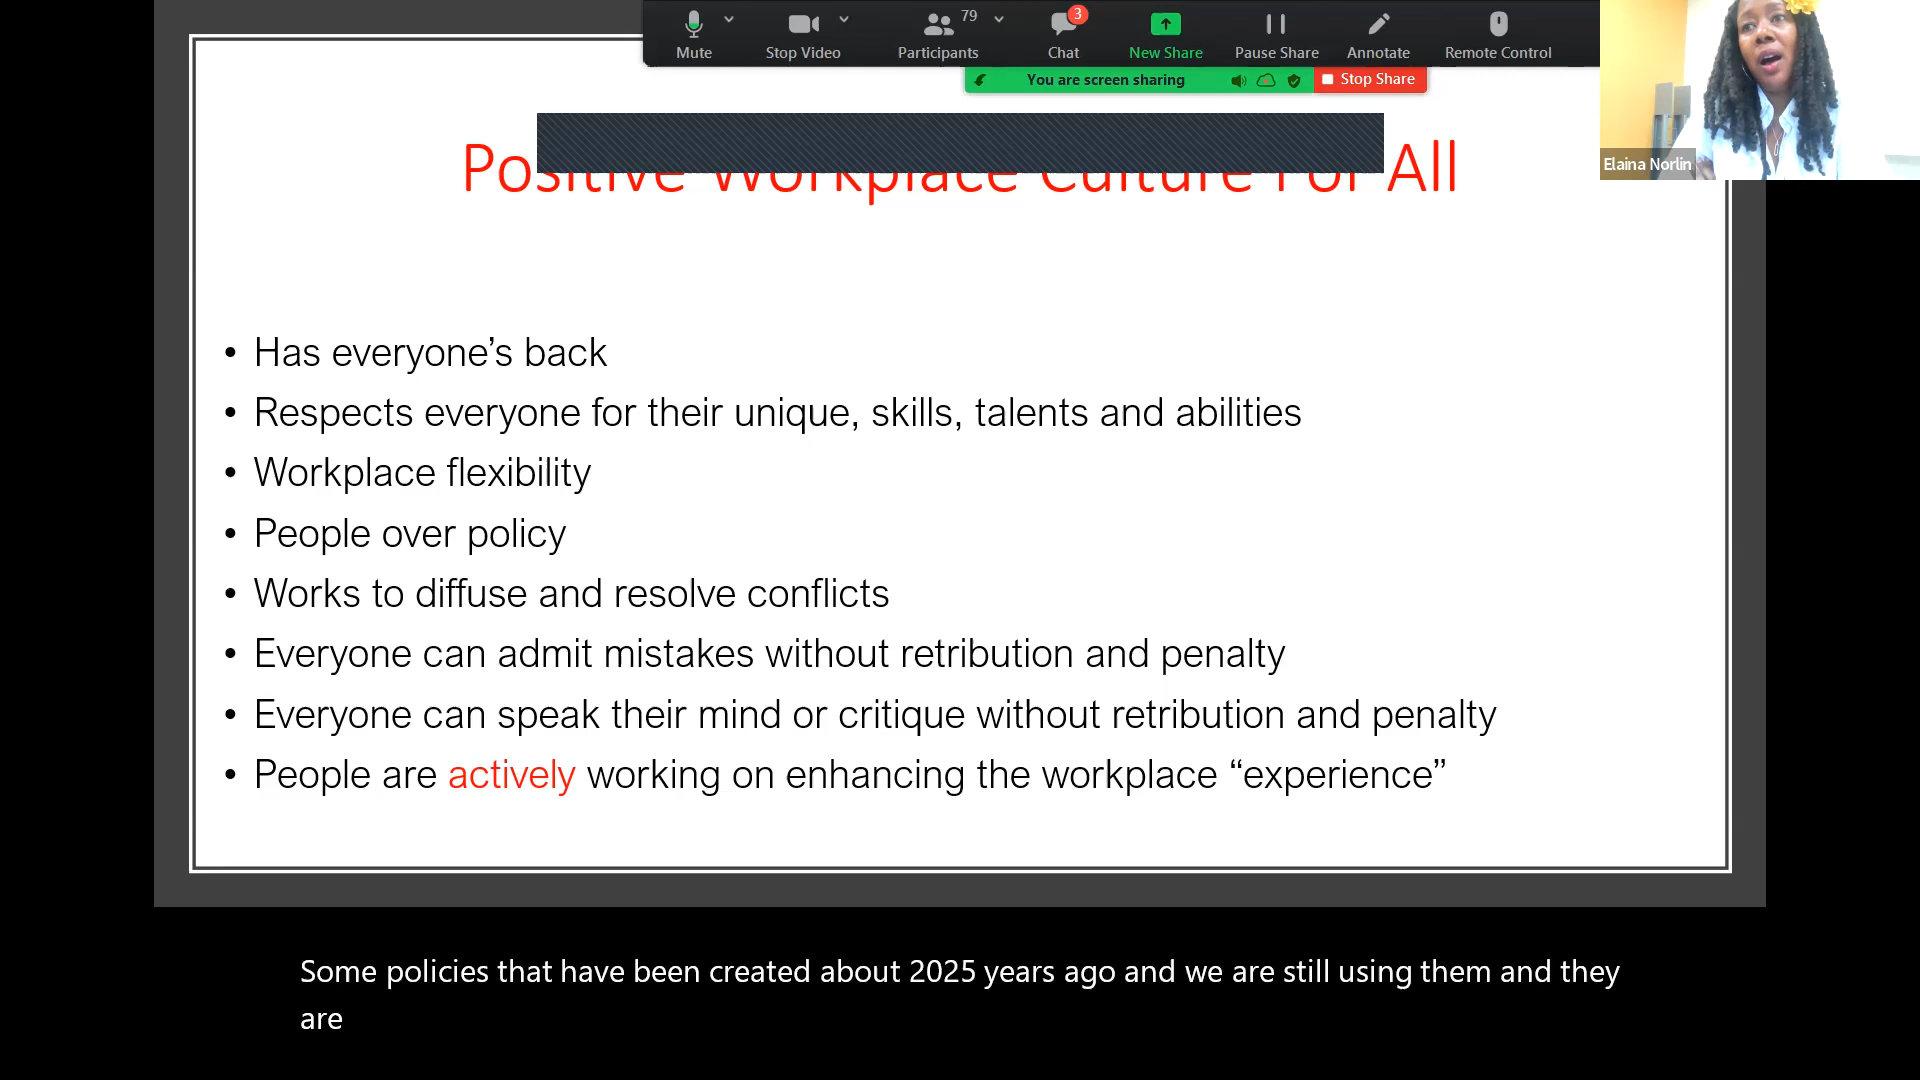 79
3
Mute
Stop Video
Participants
Chat
New Share
Pause Share
Annotate
Remote Control
You are screen sharing
Stop Share
Elaina Norlin
Positive Workplace Culture For All
• Has everyone’s back
• Respects everyone for their unique, skills, talents and abilities
• Workplace flexibility
• People over policy
• Works to diffuse and resolve conflicts
• Everyone can admit mistakes without retribution and penalty
• Everyone can speak their mind or critique without retribution and penalty
• People are actively working on enhancing the workplace “experience”
Some policies that have been created about 2025 years ago and we are still using them and they
are